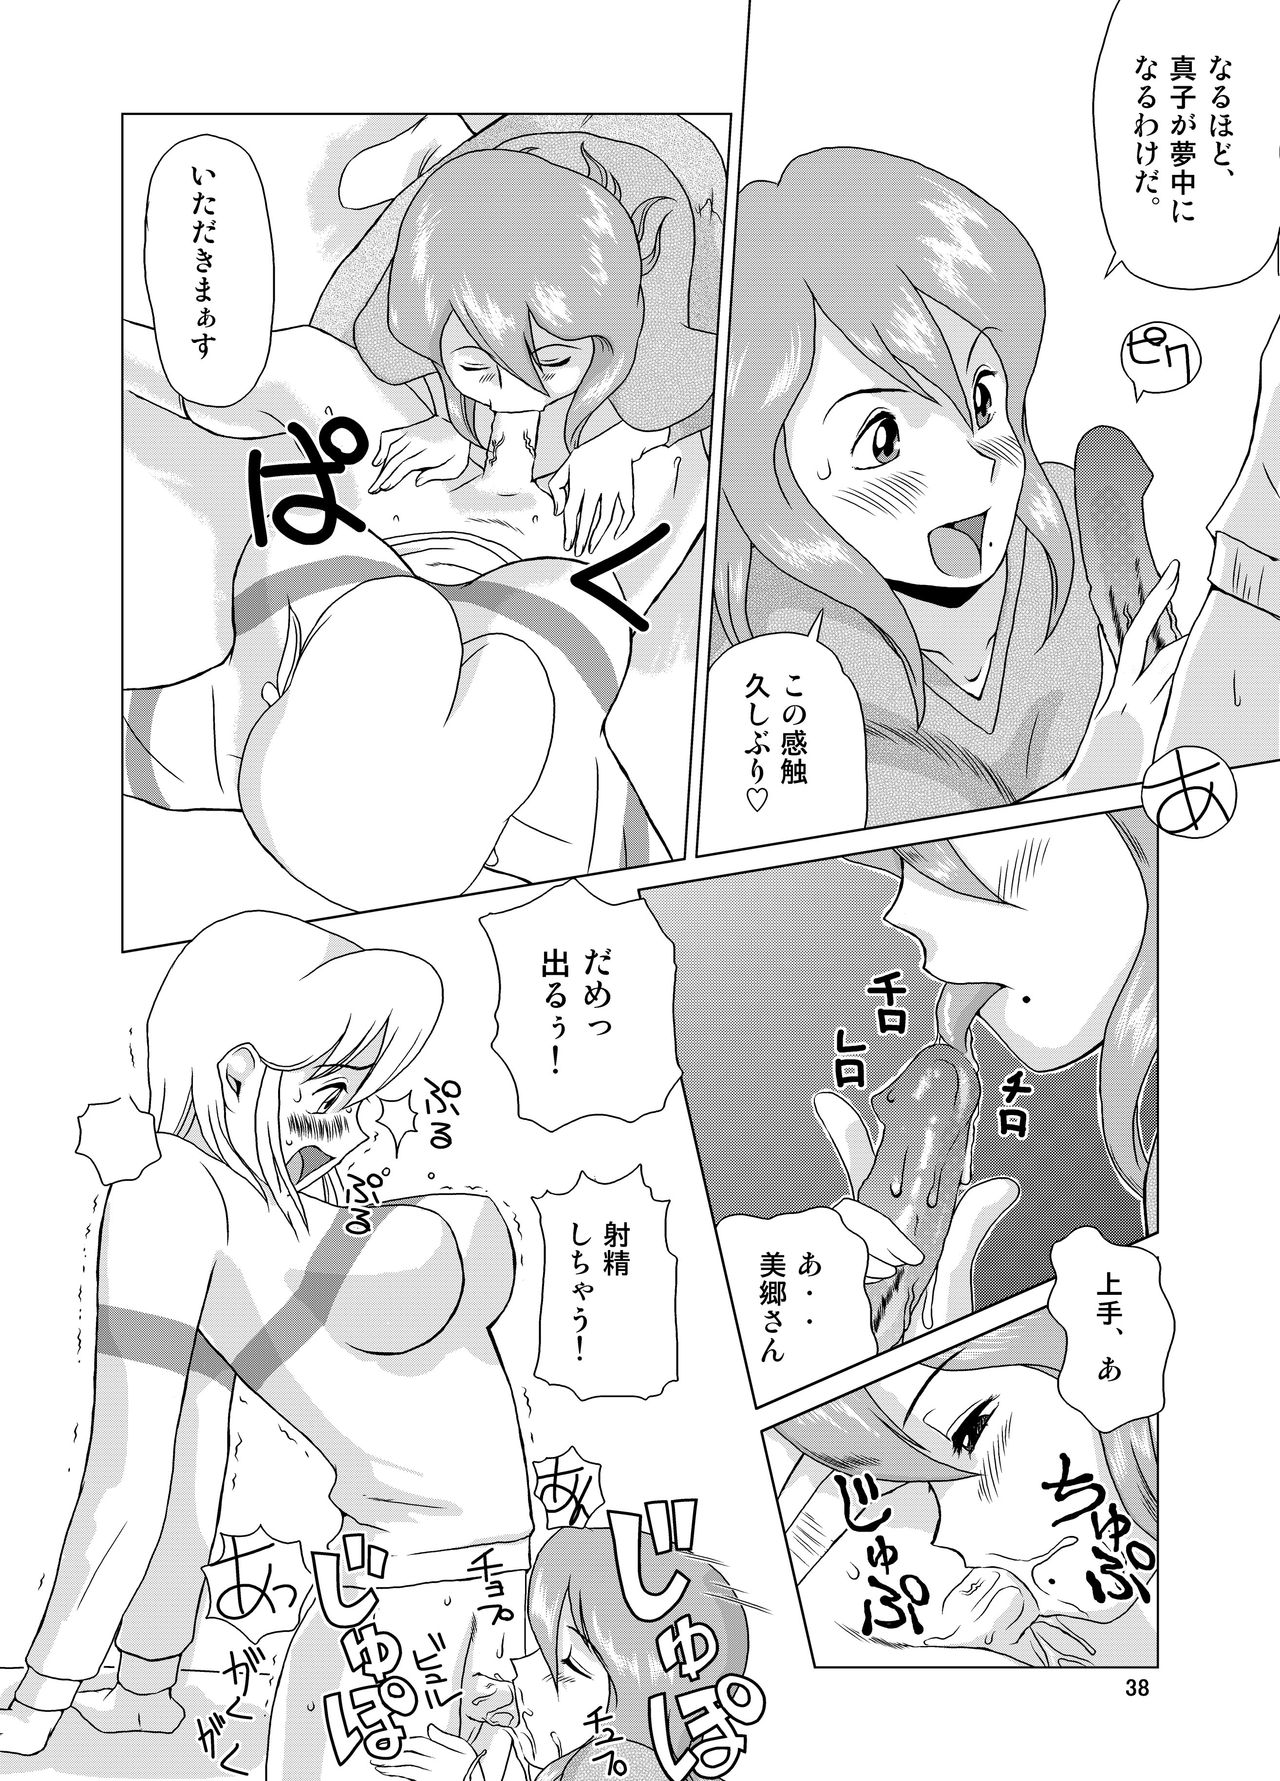 なるほど、
真子が夢中に
なるわけだ。
ピク
この感触
久しぶり♡
あ
いただきまぁす
ぱ
く
チロ
レロ
チロ
あ・・・
美郷さん
上手、あ
ちゅぷ
じゅぷ
だめっ
出るぅ！
射精
しちゃう！
ぷる
ぷる
あっ
あっ
じゅぽ
じゅぽ
チョプ
ビュル
チュプ
がく
がく
38